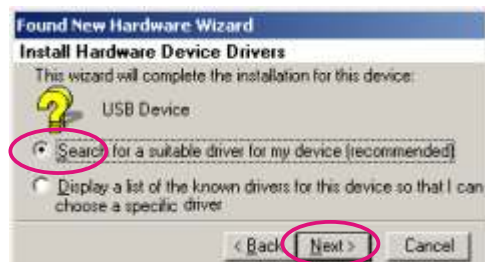 Found New Hardware Wizard
Install Hardware Device Drivers
This wizard will complete the installation for this device:
USB Device
Search for a suitable driver for my device (recommended)
Display a list of the known drivers for this device so that I can
choose a specific driver
< Back
Next >
Cancel